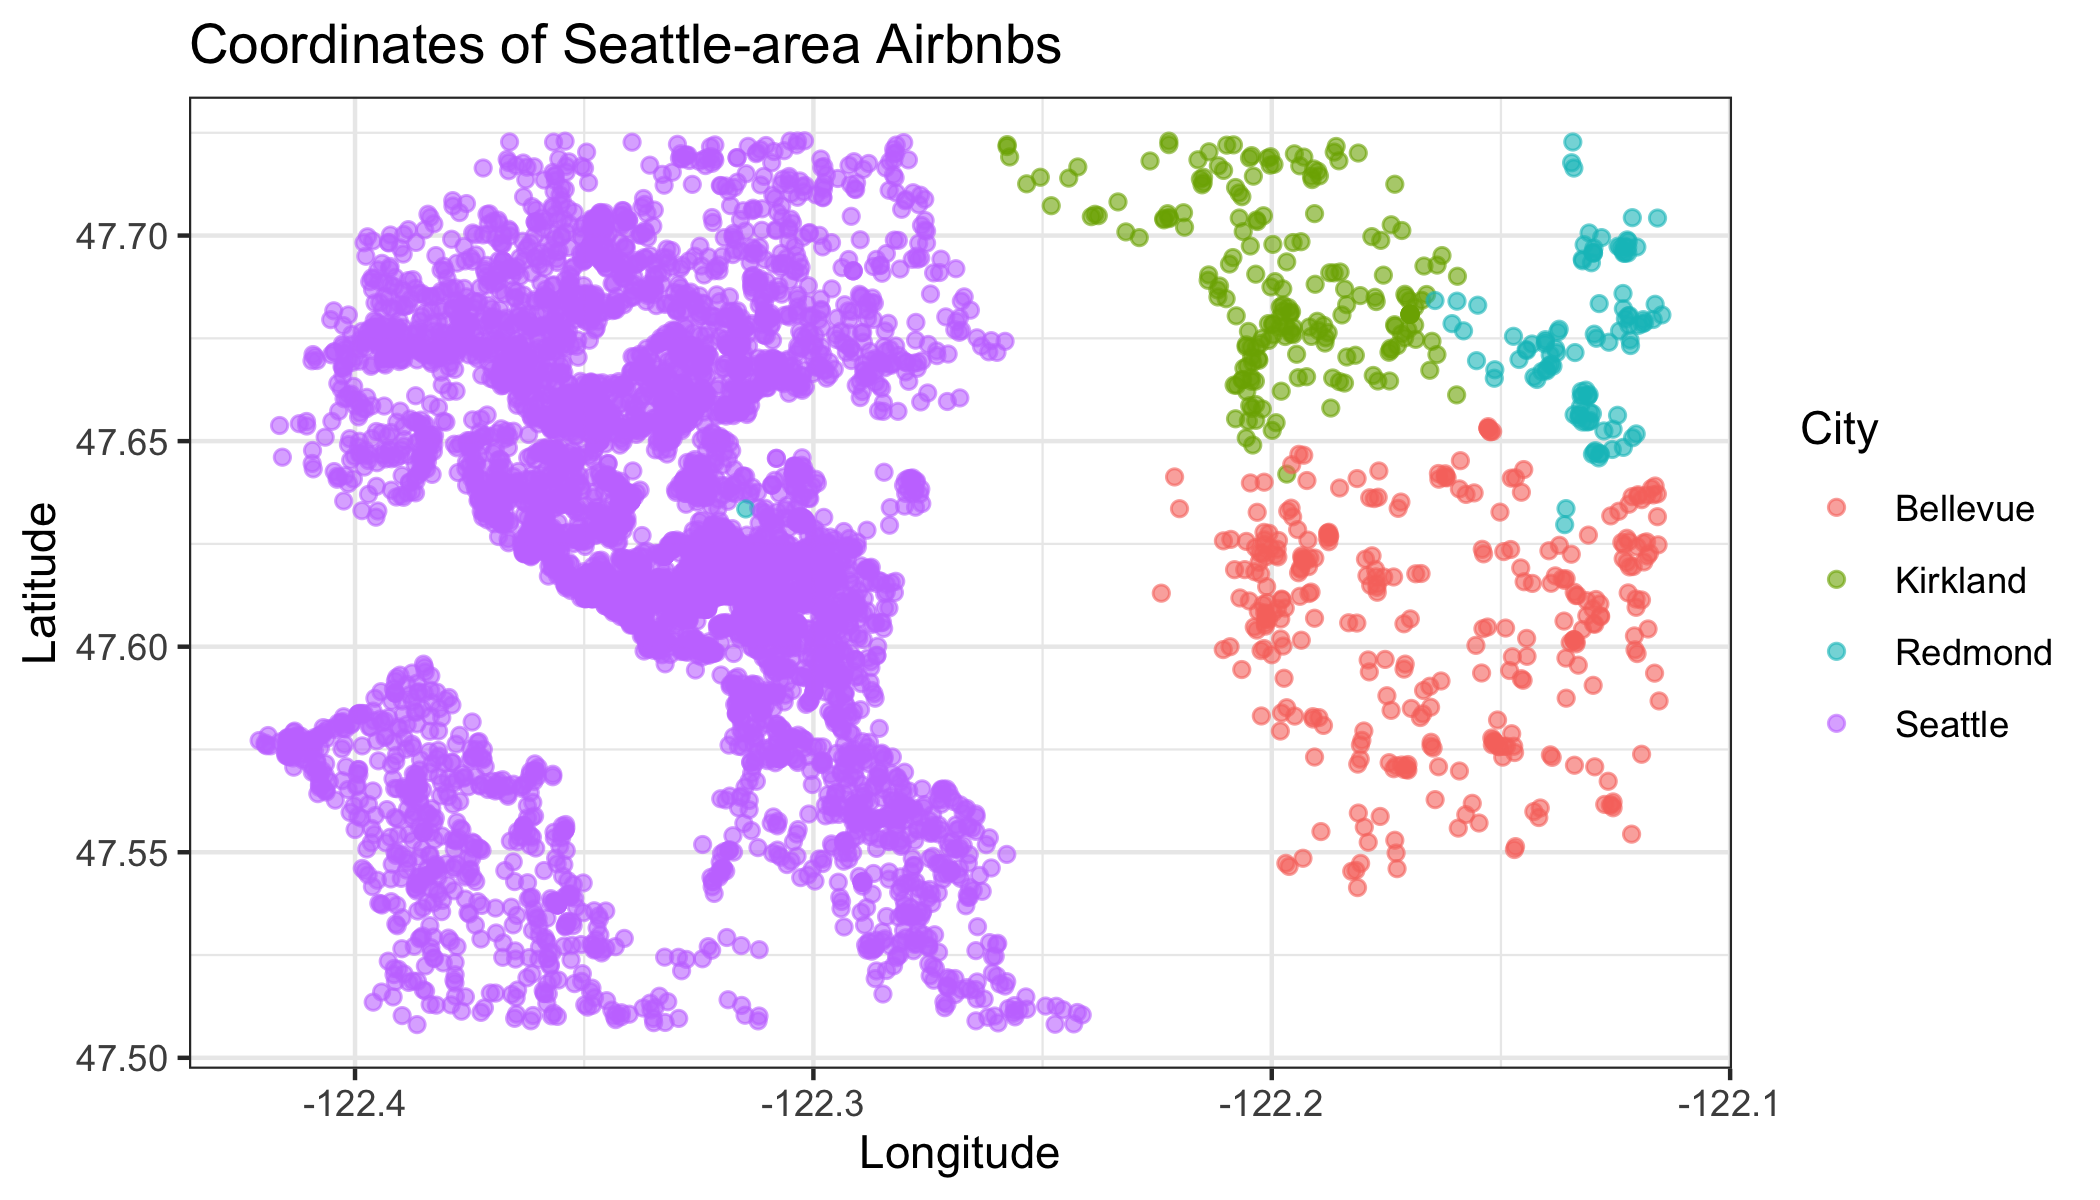 Coordinates of Seattle-area Airbnbs
47.70
47.65
47.60
47.55
47.50
Latitude
-122.4
-122.3
-122.2
-122.1
Longitude
City
Bellevue
Kirkland
Redmond
Seattle